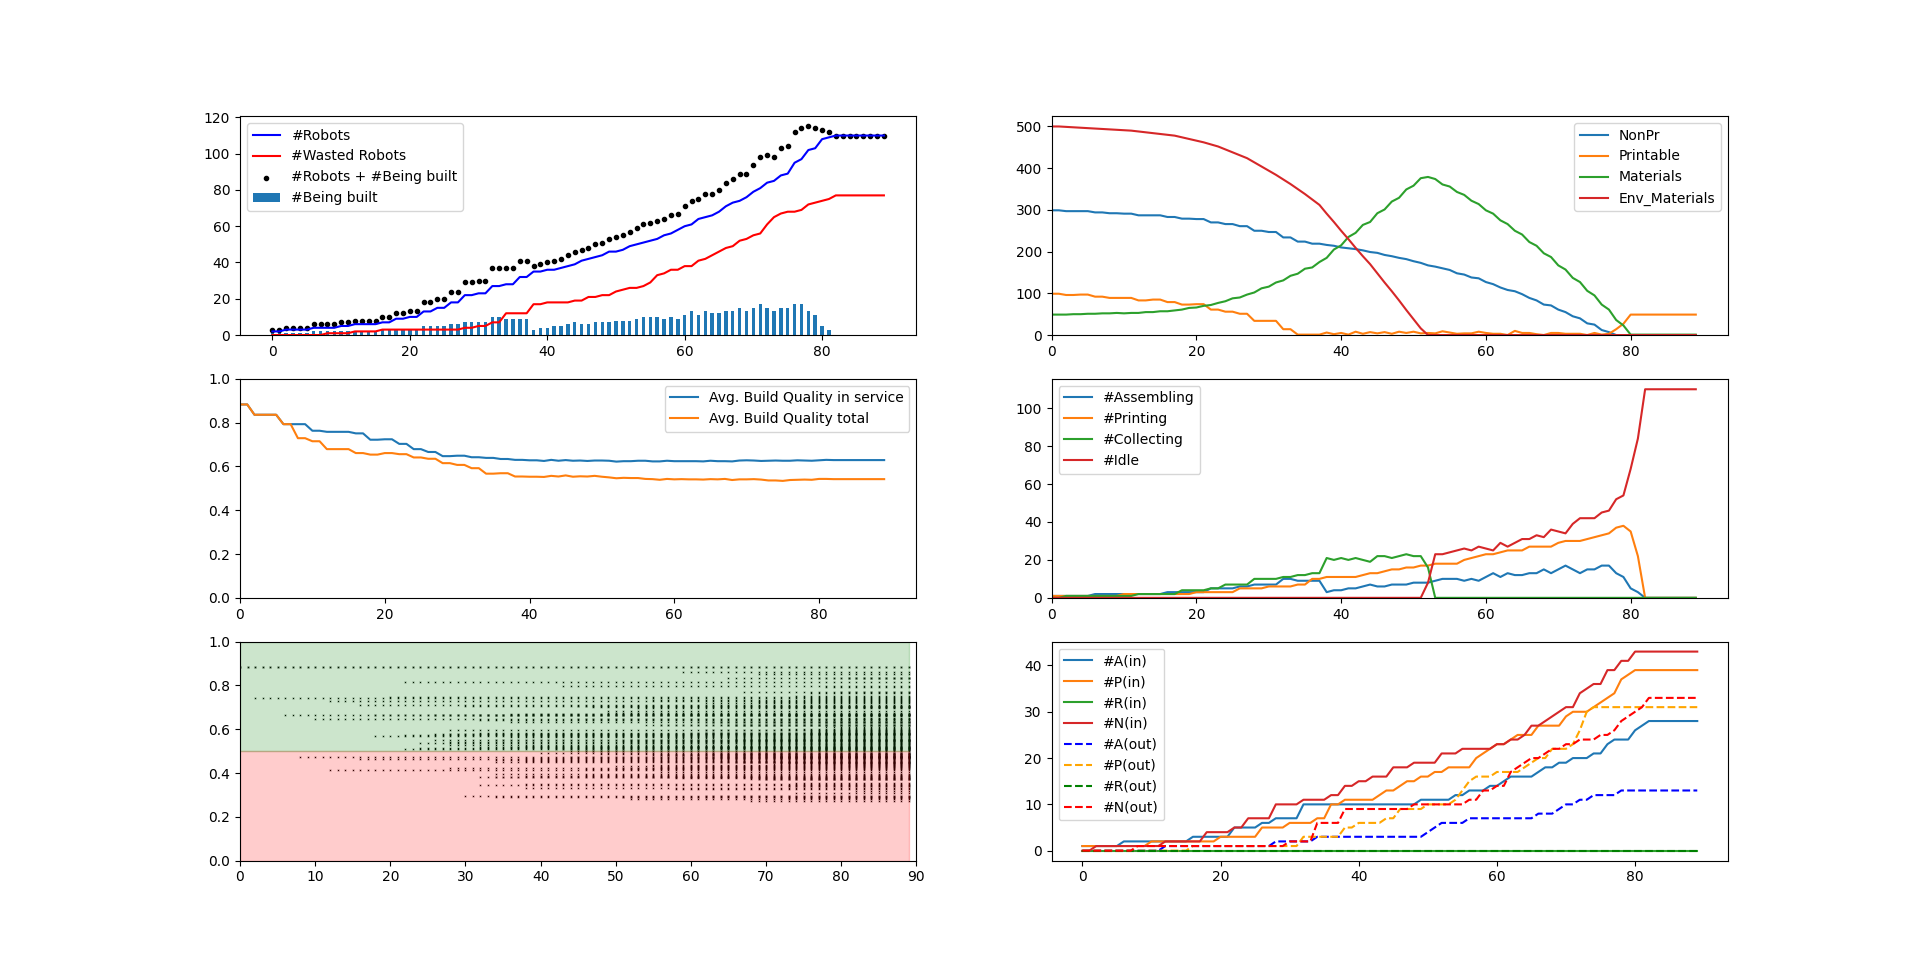 120
100
80
60
40
20
0
#Robots
#Wasted Robots
#Robots + #Being built
#Being built
0 20 40 60 80
500
400
300
200
100
0
NonPr
Printable
Materials
Env_Materials
0 20 40 60 80
1.0
0.8
0.6
0.4
0.2
0.0
Avg. Build Quality in service
Avg. Build Quality total
0 20 40 60 80
100
80
60
40
20
0
#Assembling
#Printing
#Collecting
#Idle
0 20 40 60 80
1.0
0.8
0.6
0.4
0.2
0.0
0 10 20 30 40 50 60 70 80 90
40
30
20
10
0
#A(in)
#P(in)
#R(in)
#N(in)
#A(out)
#P(out)
#R(out)
#N(out)
0 20 40 60 80